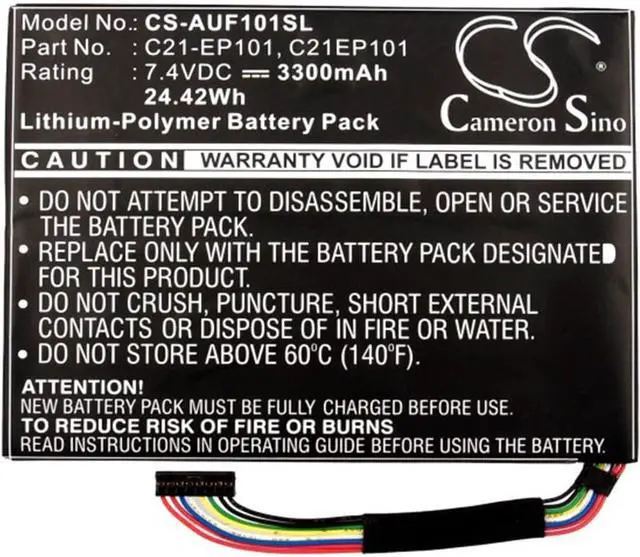 Model No.: CS-AUF101SL
Part No. : C21-EP101, C21EP101
Rating : 7.4VDC ⎓ 3300mAh
24.42Wh
Lithium-Polymer Battery Pack
CS
®
Cameron Sino
CAUTION WARRANTY VOID IF LABEL IS REMOVED
• DO NOT ATTEMPT TO DISASSEMBLE, OPEN OR SERVICE
THE BATTERY PACK.
• REPLACE ONLY WITH THE BATTERY PACK DESIGNATED
FOR THIS PRODUCT.
• DO NOT CRUSH, PUNCTURE, SHORT EXTERNAL
CONTACTS OR DISPOSE OF IN FIRE OR WATER.
• DO NOT STORE ABOVE 60°C (140°F).
ATTENTION!
NEW BATTERY PACK MUST BE FULLY CHARGED BEFORE USE.
TO REDUCE RISK OF FIRE OR BURNS
READ INSTRUCTIONS IN OPERATING GUIDE BEFORE USING THE BATTERY.